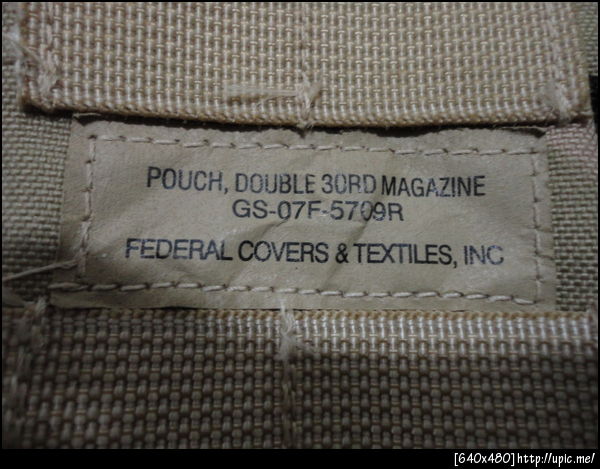 POUCH, DOUBLE 30RD MAGAZINE
GS-07F-5709R
FEDERAL COVERS & TEXTILES, INC
[640x480]http://upic.me/